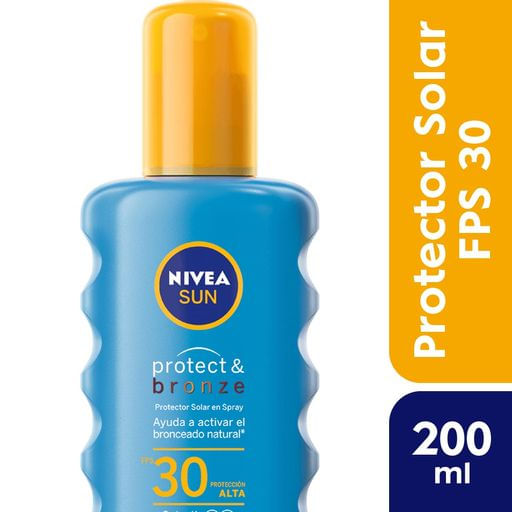 NIVEA
SUN
protect &
bronze
Protector Solar en Spray
Ayuda a activar el
bronceado natural*
FPS
30
PROTECCIÓN
ALTA
Protector Solar
FPS 30
200
ml